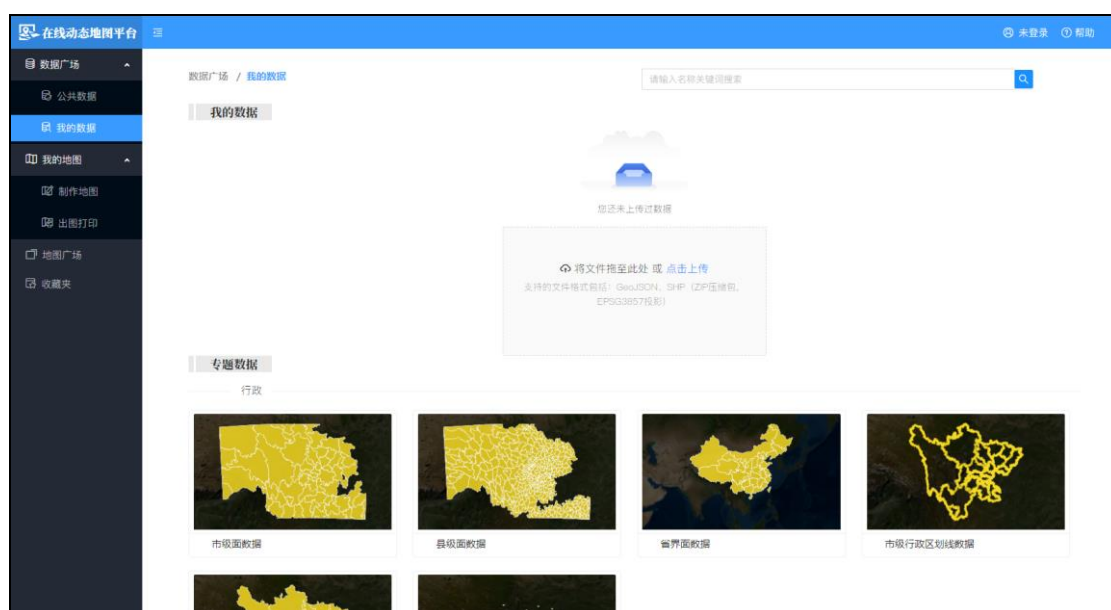 在线动态地图平台
未登录 帮助
数据广场
公共数据
我的数据
我的地图
制作地图
出图打印
地图广场
收藏夹
数据广场 / 我的数据
请输入名称关键词搜索
我的数据
您还未上传过数据
将文件拖至此处 或 点击上传
支持的文件格式包括：GeoJSON、SHP（ZIP压缩包，
EPSG3857投影）
专题数据
行政
市级面数据
县级面数据
省界面数据
市级行政区划线数据